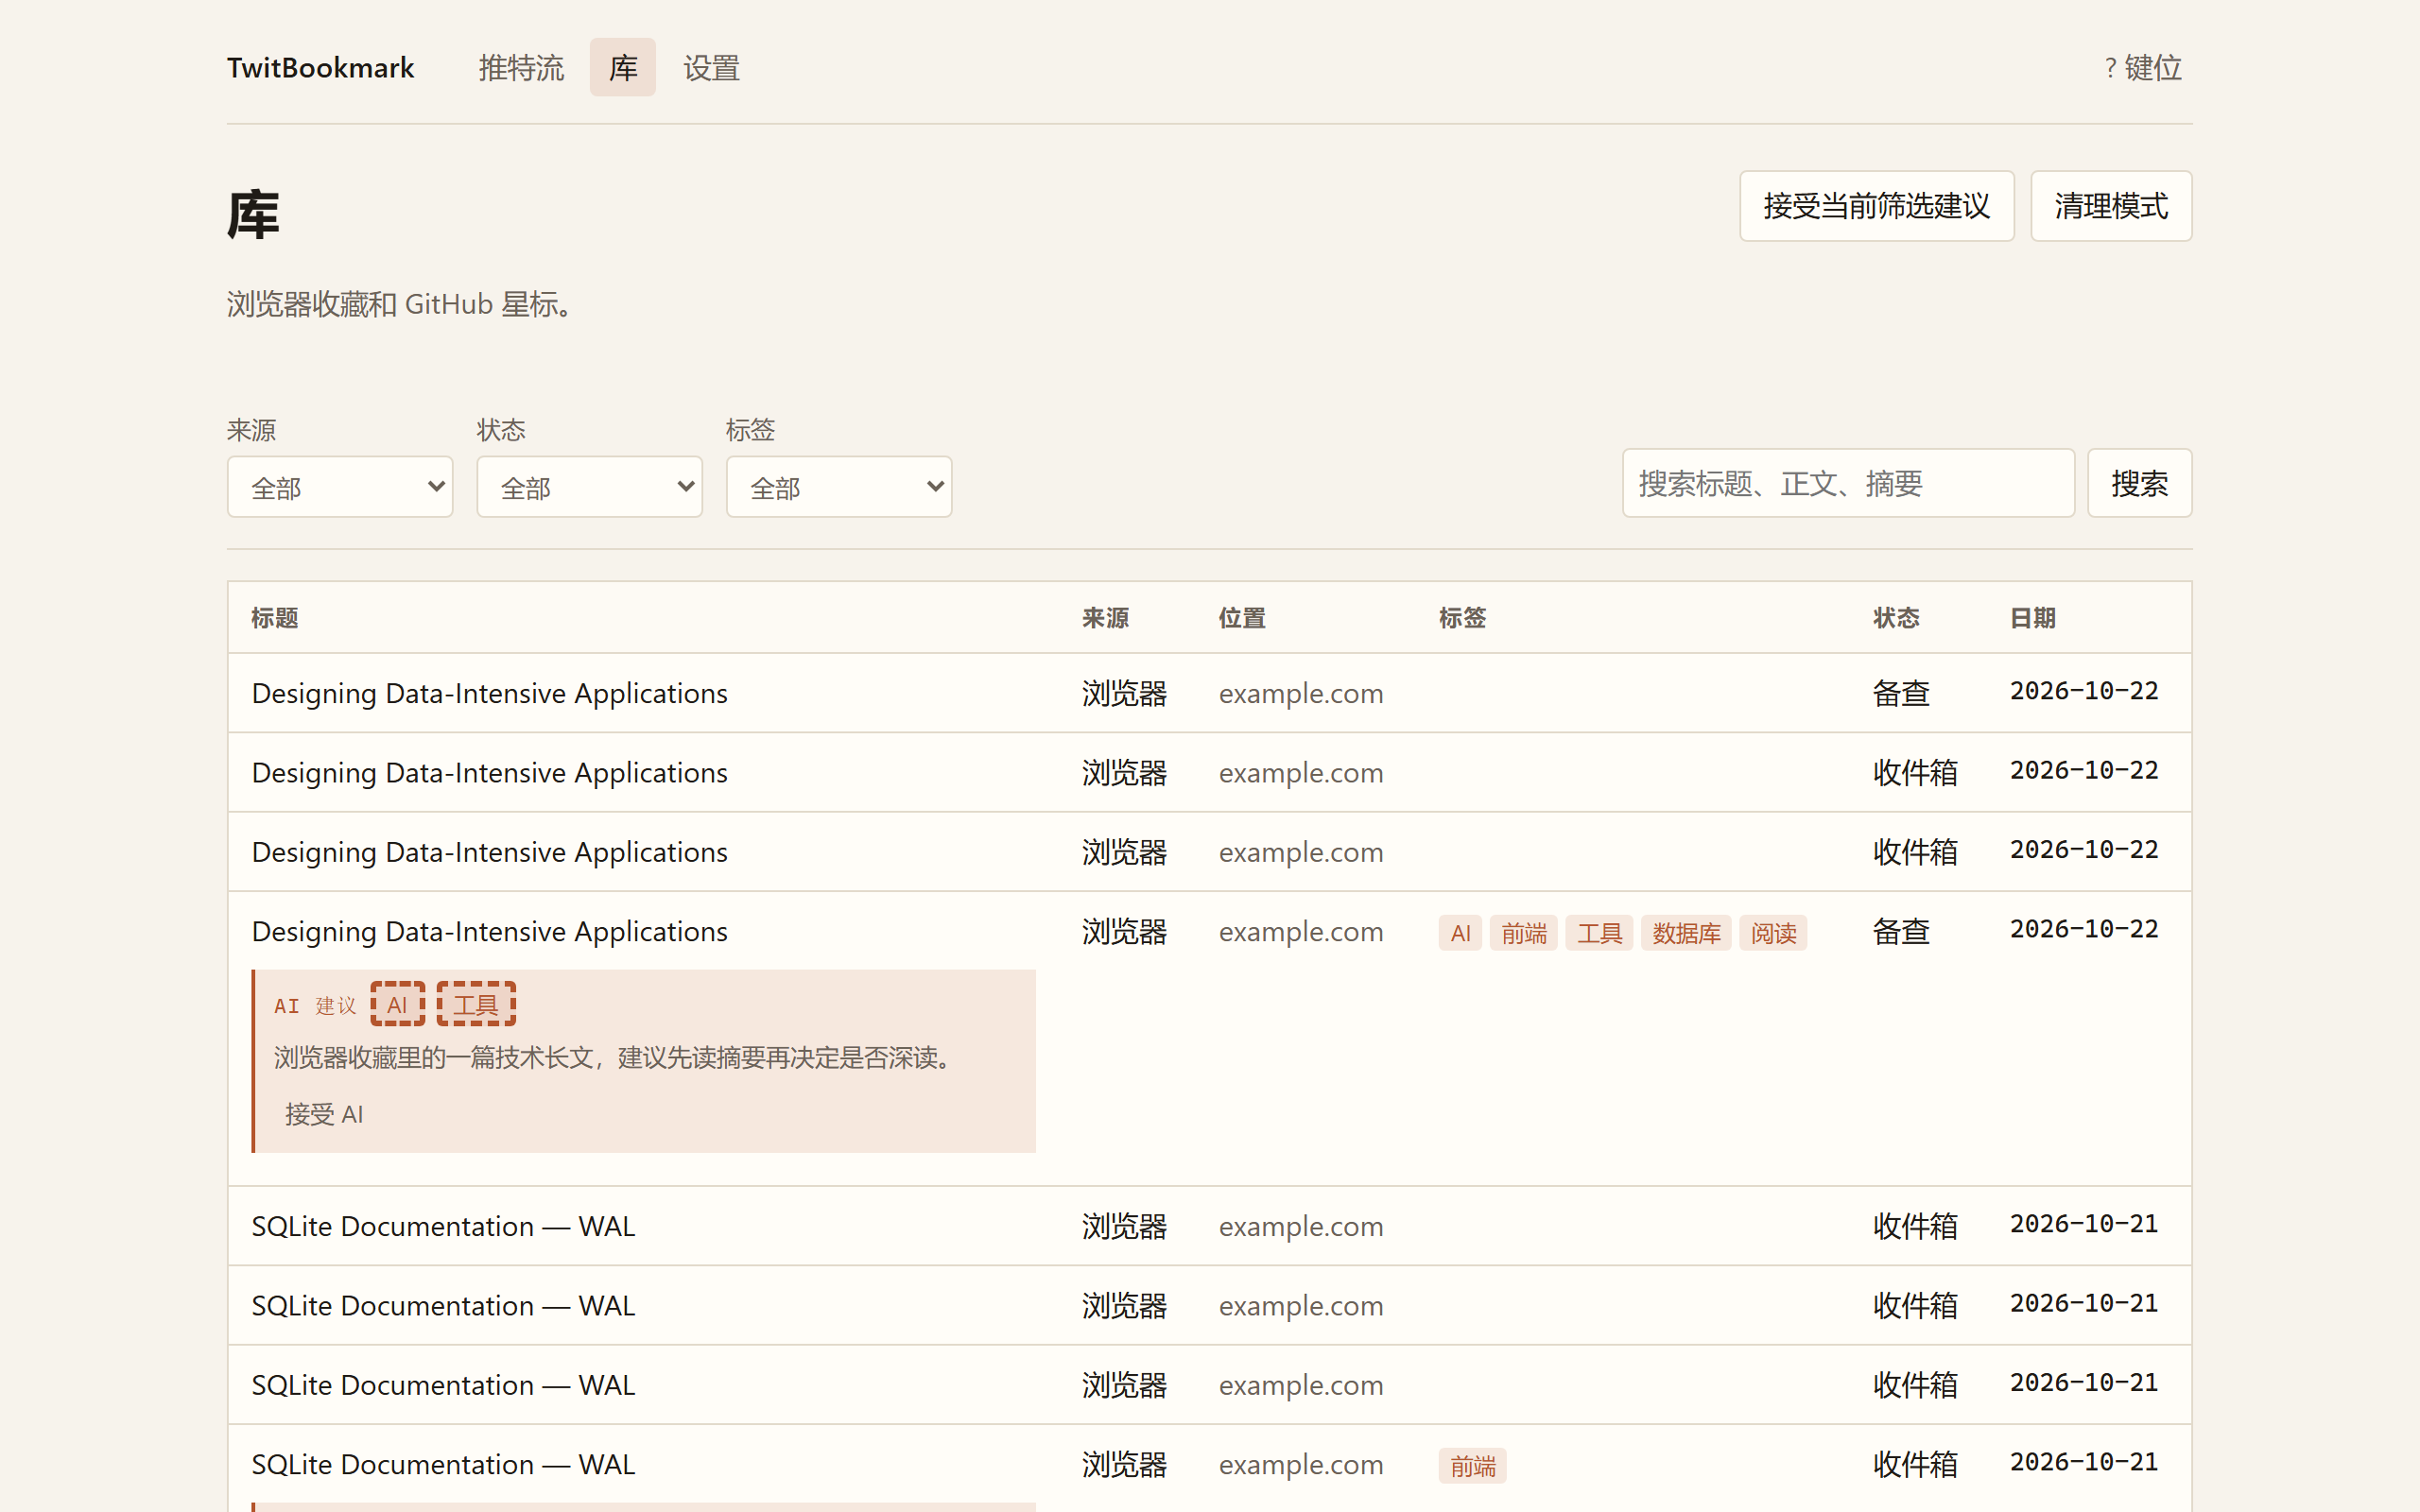 TwitBookmark 推特流 库 设置 ? 键位
库 接受当前筛选建议 清理模式
浏览器收藏和 GitHub 星标。
来源 状态 标签
全部 全部 全部 搜索标题、正文、摘要 搜索
标题 来源 位置 标签 状态 日期
Designing Data-Intensive Applications 浏览器 example.com 备查 2026-10-22
Designing Data-Intensive Applications 浏览器 example.com 收件箱 2026-10-22
Designing Data-Intensive Applications 浏览器 example.com 收件箱 2026-10-22
Designing Data-Intensive Applications 浏览器 example.com AI 前端 工具 数据库 阅读 备查 2026-10-22
AI 建议 AI 工具
浏览器收藏里的一篇技术长文，建议先读摘要再决定是否深读。
接受 AI
SQLite Documentation — WAL 浏览器 example.com 收件箱 2026-10-21
SQLite Documentation — WAL 浏览器 example.com 收件箱 2026-10-21
SQLite Documentation — WAL 浏览器 example.com 收件箱 2026-10-21
SQLite Documentation — WAL 浏览器 example.com 前端 收件箱 2026-10-21